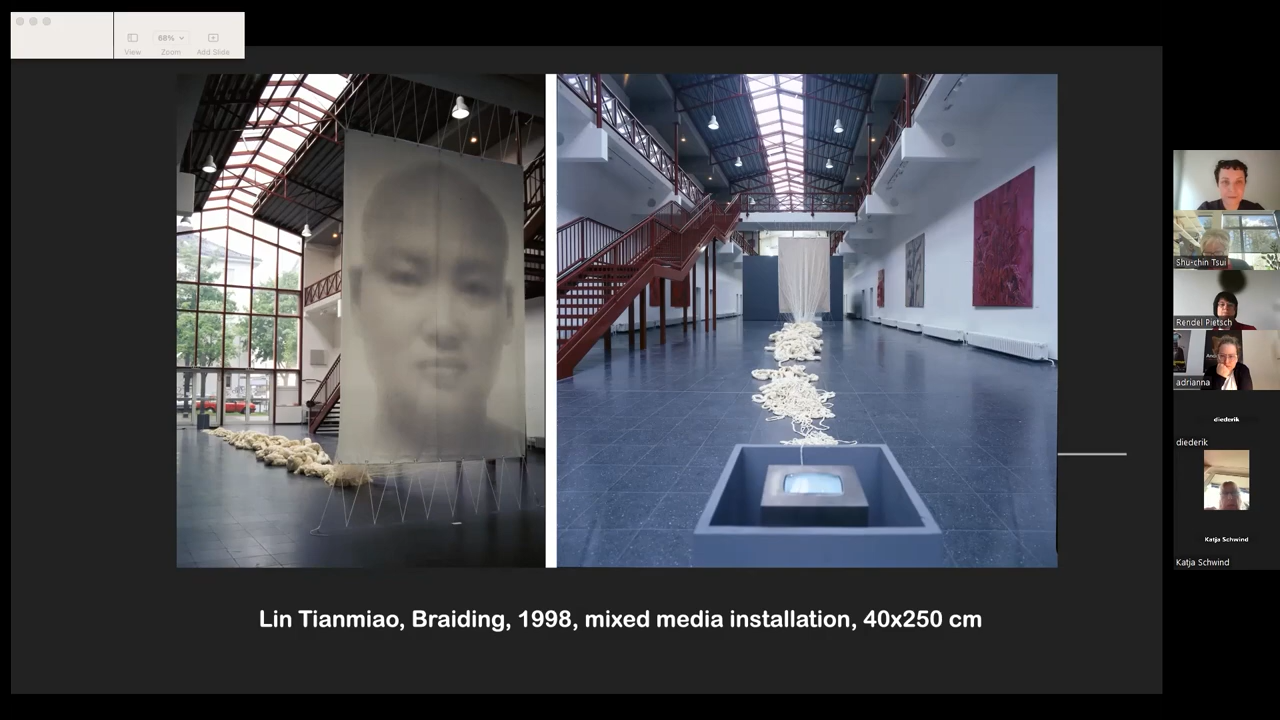 68%
View
Zoom
Add Slide
Lin Tianmiao, Braiding, 1998, mixed media installation, 40x250 cm
Shu-chin Tsui
Rendel Pietsch
adrianna
diederik
diederik
Katja Schwind
Katja Schwind